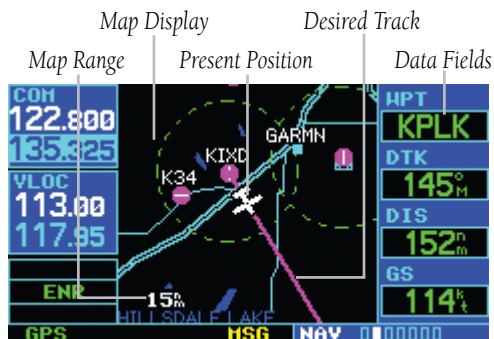 Map Display
Desired Track
Map Range
Present Position
Data Fields
COM
122.800
135.325
VLOC
113.00
117.95
ENR
GPS
K34
KIXD
GARMN
15nm
HILLSDALE LAKE
MSG
NAV
WPT
KPLK
DTK
145°M
DIS
152nm
GS
114kt